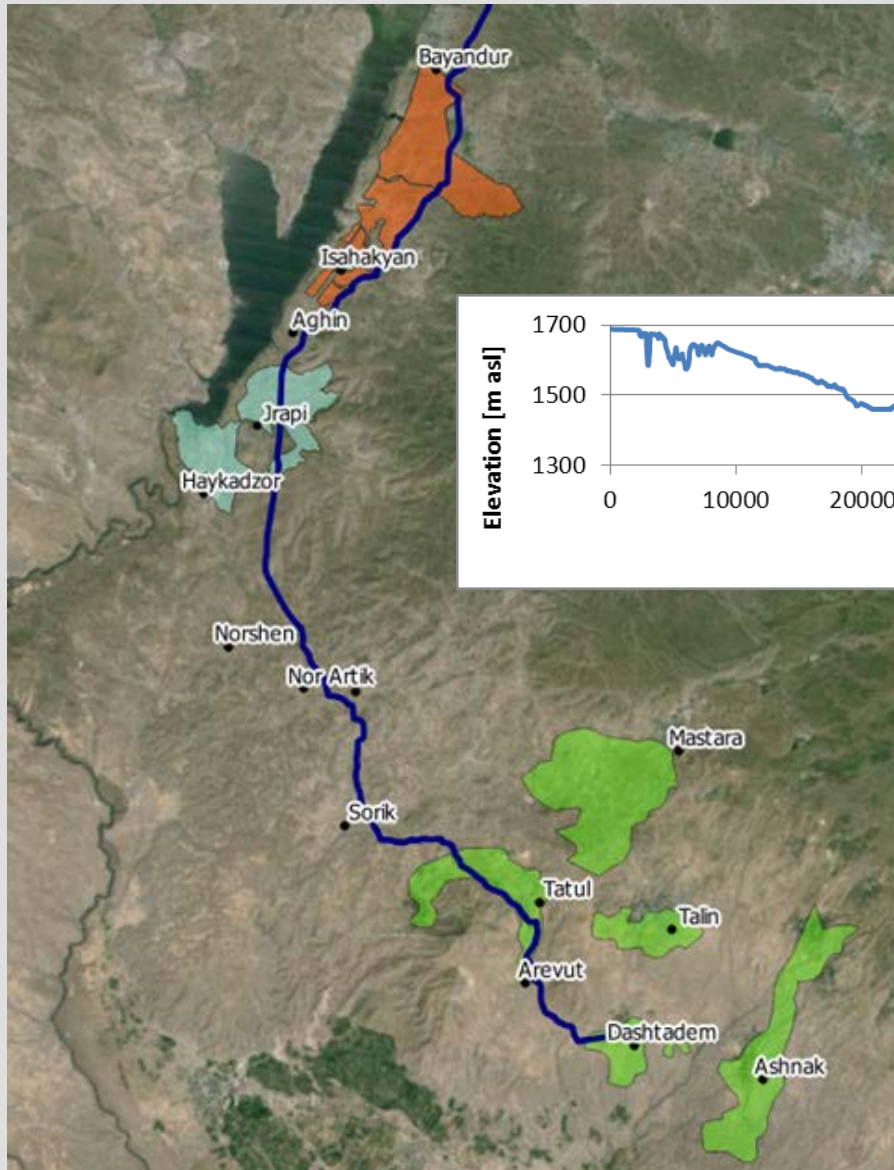 Bayandur
Isahakyan
Aghin
Jrapi
Haykadzor
Elevation [m asl]
1700
1500
1300
0
10000
20000
Norshen
Nor Artik
Mastara
Sorik
Tatul
Talin
Arevut
Dashtadem
Ashnak